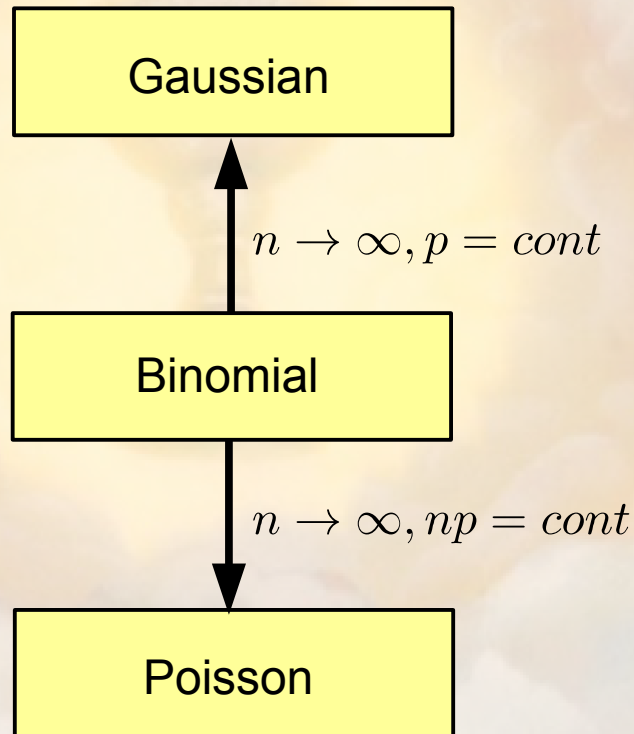 Gaussian
n → ∞, p = cont
Binomial
n → ∞, np = cont
Poisson